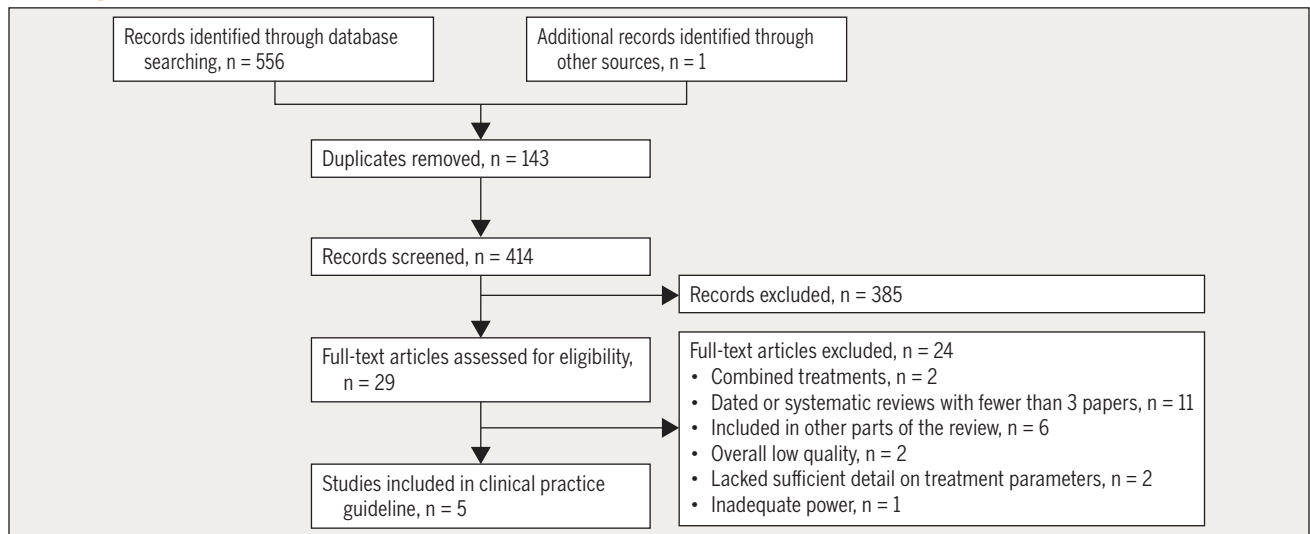 Records identified through database
searching, n = 556
Additional records identified through
other sources, n = 1
Duplicates removed, n = 143
Records screened, n = 414
Records excluded, n = 385
Full-text articles assessed for eligibility,
n = 29
Full-text articles excluded, n = 24
• Combined treatments, n = 2
• Dated or systematic reviews with fewer than 3 papers, n = 11
• Included in other parts of the review, n = 6
• Overall low quality, n = 2
• Lacked sufficient detail on treatment parameters, n = 2
• Inadequate power, n = 1
Studies included in clinical practice
guideline, n = 5